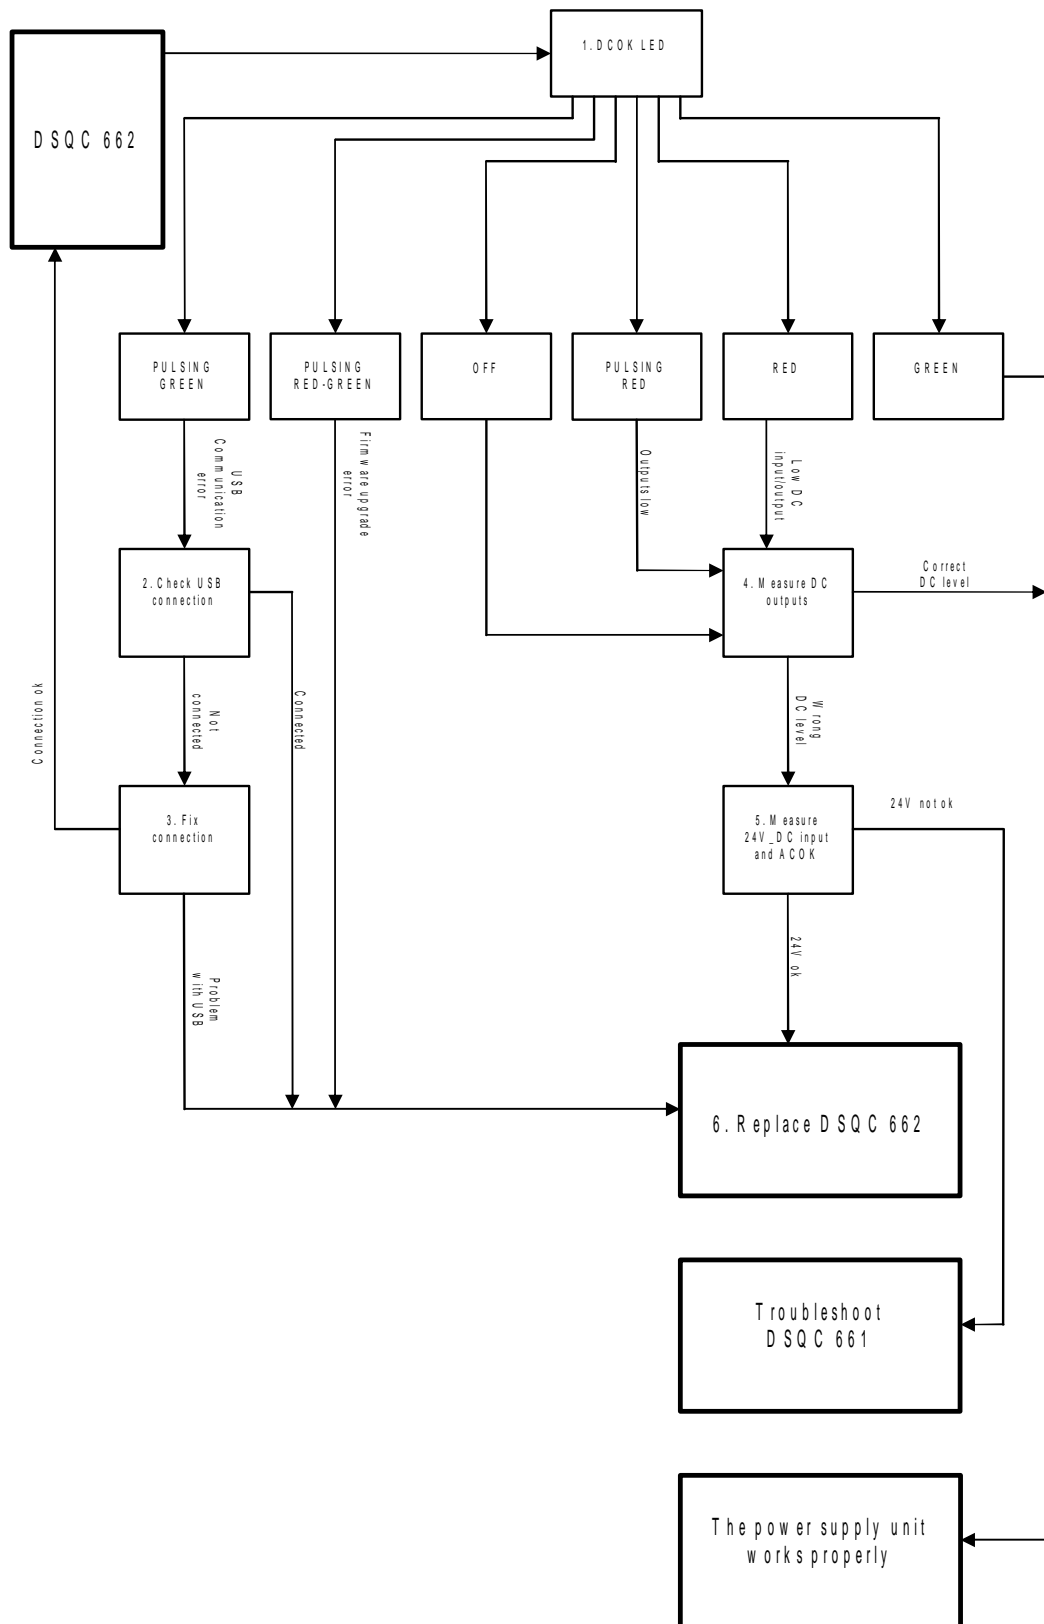 1. DCOK LED
DSQC 662
PULSING
GREEN
PULSING
RED-GREEN
OFF
PULSING
RED
RED
GREEN
USB
Communication
error
Firmware upgrade
error
Outputs low
Low DC
input/output
2. Check USB
connection
4. Measure DC
outputs
Correct
DC level
Connection ok
Not
connected
Connected
Wrong
DC level
3. Fix
connection
5. Measure
24V_DC input
and ACOK
24V not ok
Problem
with USB
24V ok
6. Replace DSQC 662
Troubleshoot
DSQC 661
The power supply unit
works properly